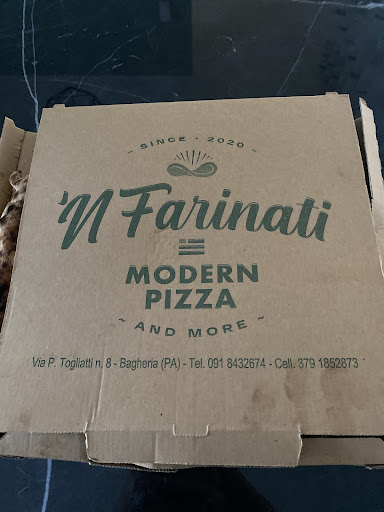 ~ SINCE - 2020 ~
'N Farinati
MODERN
PIZZA
~ AND MORE ~
Via P. Togliatti n. 8 - Bagheria (PA) - Tel. 091 8432674 - Cell. 379 1852873